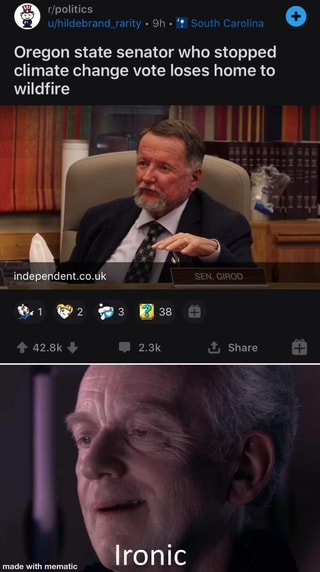 r/politics
u/hildebrand_rarity • 9h • South Carolina
Oregon state senator who stopped
climate change vote loses home to
wildfire
SEN. GIROD
independent.co.uk
1 2 3 38
42.8k 2.3k Share
Ironic
made with mematic